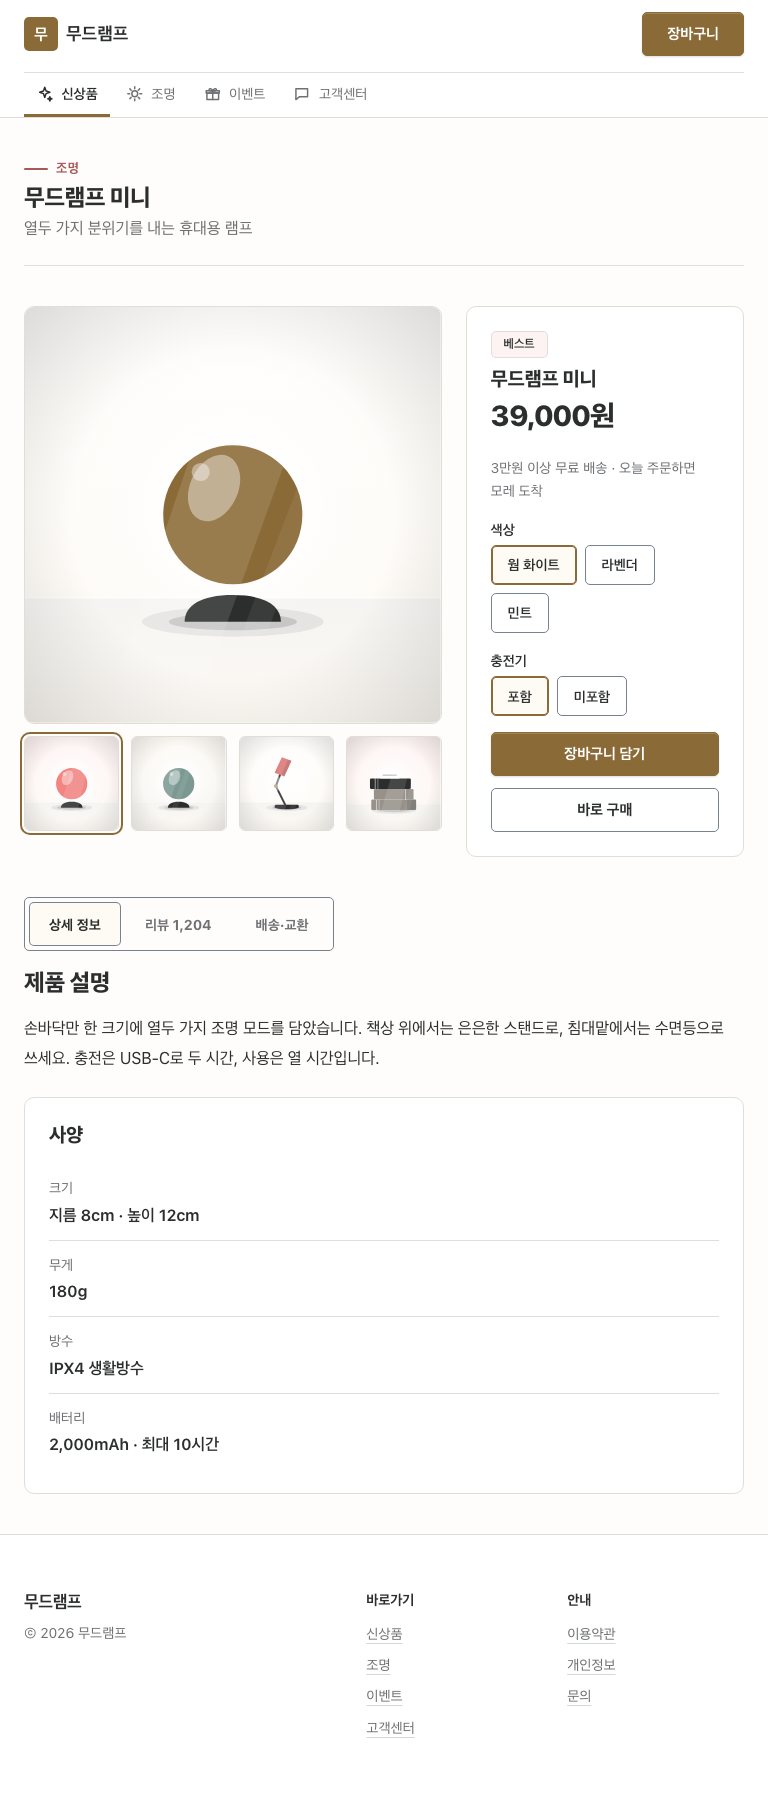 무 무드램프
장바구니
신상품 조명 이벤트 고객센터
조명
무드램프 미니
열두 가지 분위기를 내는 휴대용 램프
베스트
무드램프 미니
39,000원
3만원 이상 무료 배송 · 오늘 주문하면
모레 도착
색상
웜 화이트 라벤더
민트
충전기
포함 미포함
장바구니 담기
바로 구매
상세 정보 리뷰 1,204 배송·교환
제품 설명
손바닥만 한 크기에 열두 가지 조명 모드를 담았습니다. 책상 위에서는 은은한 스탠드로, 침대맡에서는 수면등으로
쓰세요. 충전은 USB-C로 두 시간, 사용은 열 시간입니다.
사양
크기
지름 8cm · 높이 12cm
무게
180g
방수
IPX4 생활방수
배터리
2,000mAh · 최대 10시간
무드램프
© 2026 무드램프
바로가기
신상품
조명
이벤트
고객센터
안내
이용약관
개인정보
문의